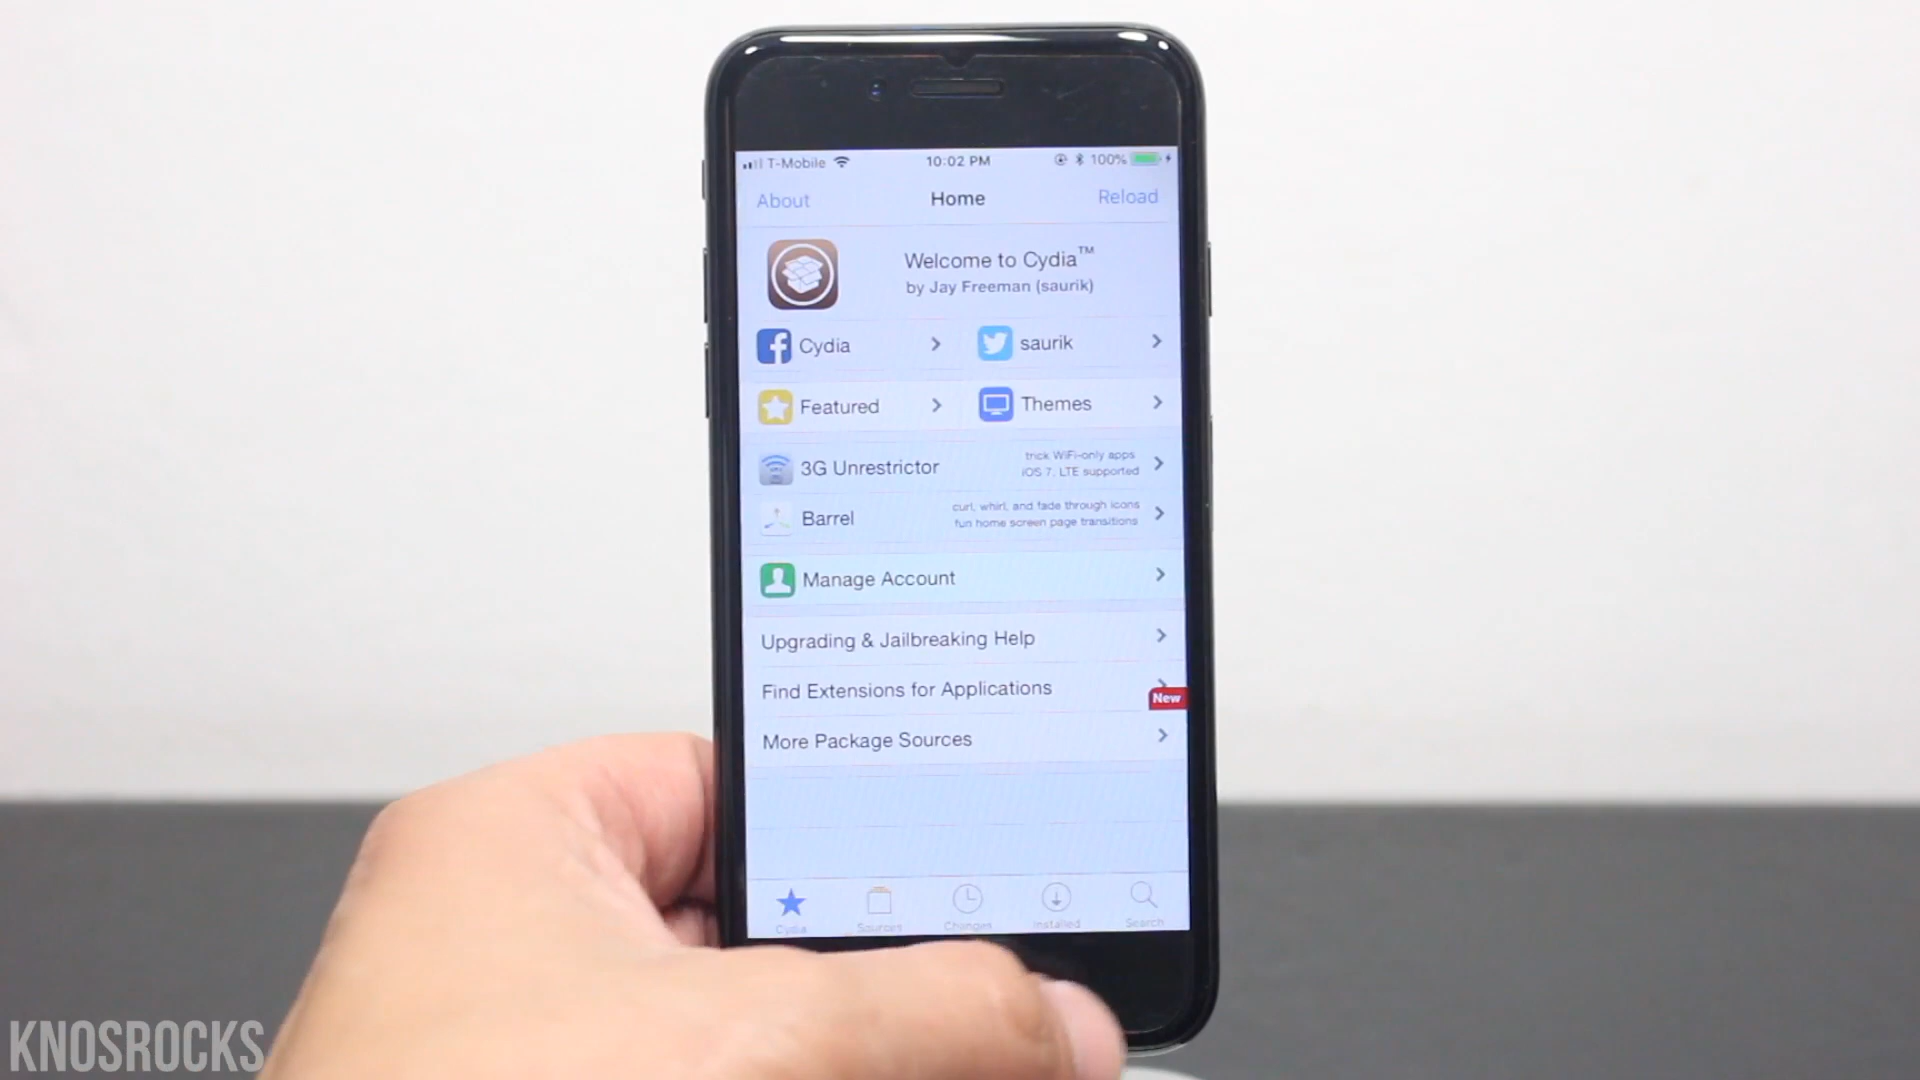 T-Mobile 10:02 PM 100%
About Home Reload
Welcome to Cydia™
by Jay Freeman (saurik)
Cydia saurik
Featured Themes
3G Unrestrictor
trick WiFi-only apps
iOS 7, LTE supported
Barrel
curl, whirl, and fade through icons
fun home screen page transitions
Manage Account
Upgrading & Jailbreaking Help
Find Extensions for Applications
New
More Package Sources
Cydia Sources Changes Installed Search
KNOSROCKS